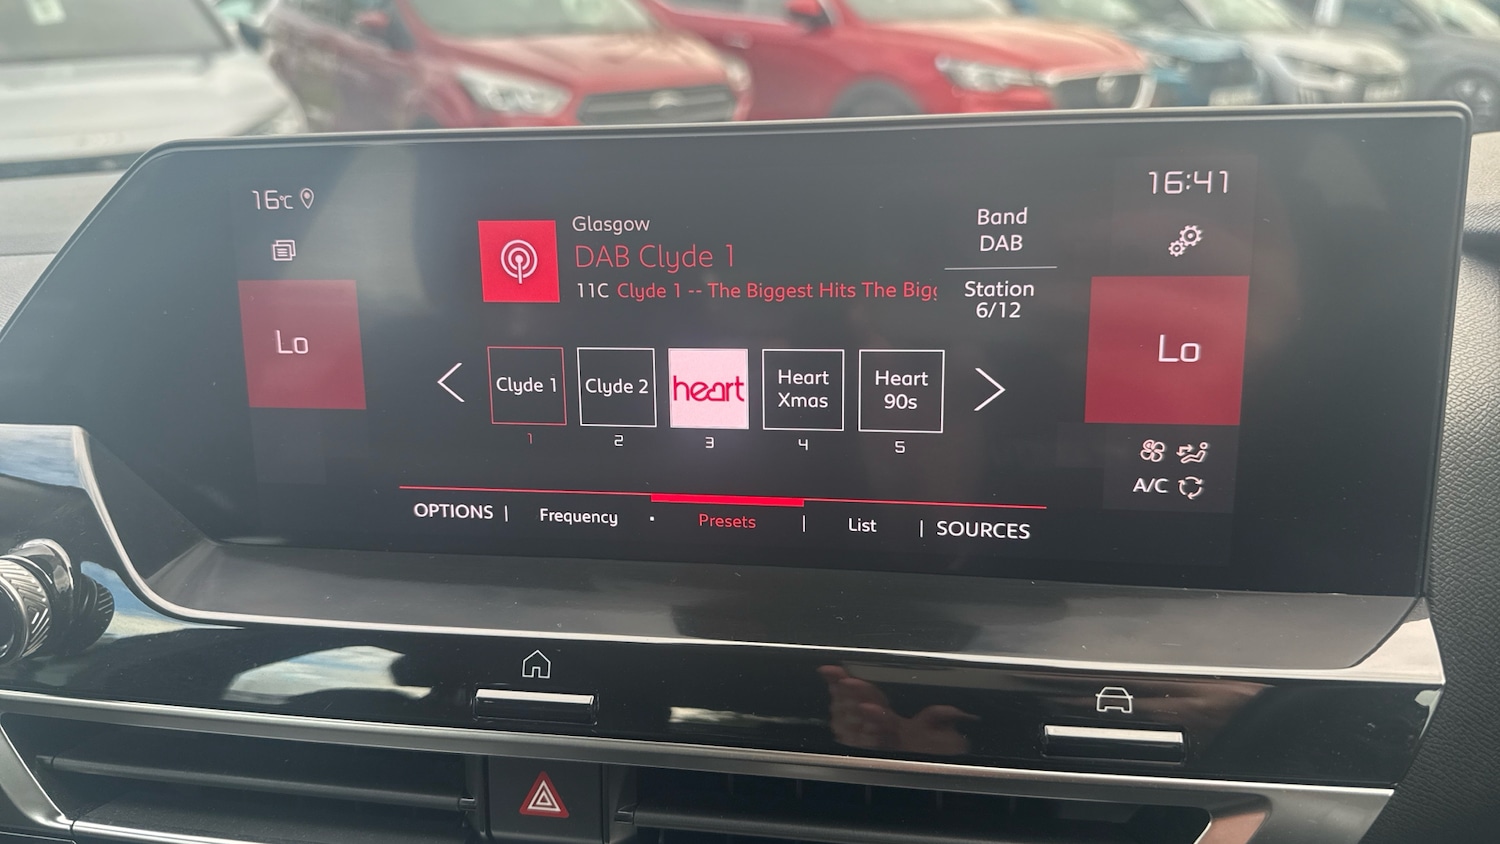 16°C
16:41
Glasgow
DAB Clyde 1
11C Clyde 1 -- The Biggest Hits The Bigg
Band
DAB
Station
6/12
Lo
Lo
Clyde 1
Clyde 2
heart
Heart
Xmas
Heart
90s
1
2
3
4
5
A/C
OPTIONS | Frequency · Presets | List | SOURCES